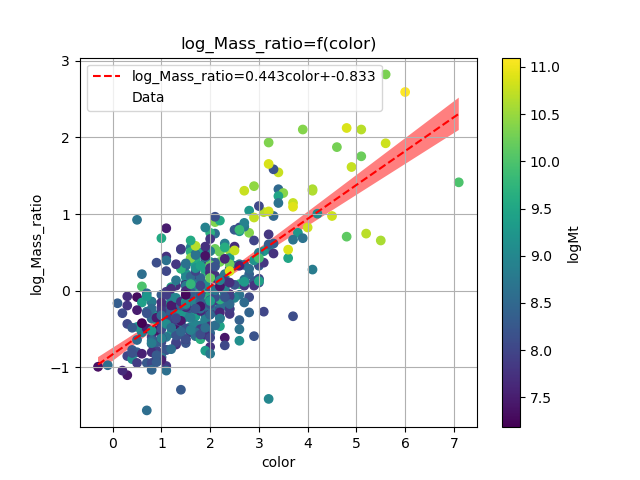 log_Mass_ratio=f(color)
log_Mass_ratio=0.443color+-0.833
Data
3
2
1
0
−1
log_Mass_ratio
0 1 2 3 4 5 6 7
color
11.0
10.5
10.0
9.5
9.0
8.5
8.0
7.5
logMt